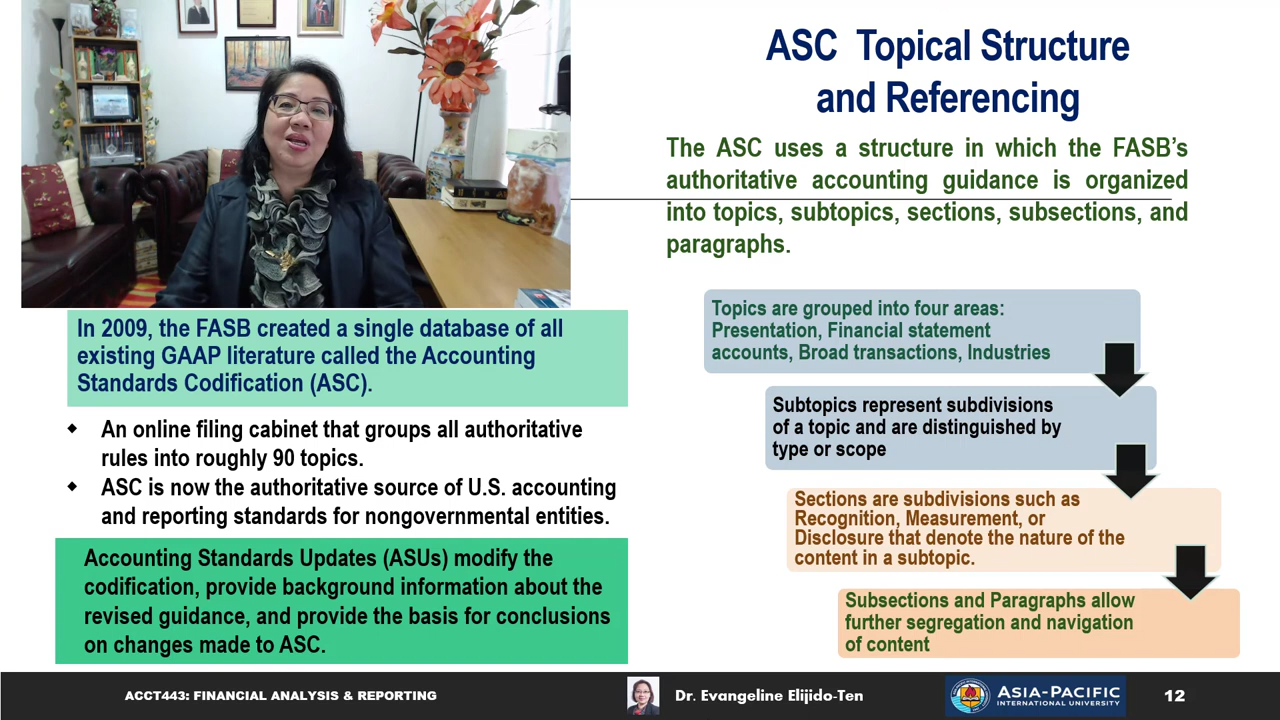 ASC Topical Structure
and Referencing
The ASC uses a structure in which the FASB's
authoritative accounting guidance is organized
into topics, subtopics, sections, subsections, and
paragraphs.
In 2009, the FASB created a single database of all
existing GAAP literature called the Accounting
Standards Codification (ASC).
◆ An online filing cabinet that groups all authoritative
rules into roughly 90 topics.
◆ ASC is now the authoritative source of U.S. accounting
and reporting standards for nongovernmental entities.
Accounting Standards Updates (ASUs) modify the
codification, provide background information about the
revised guidance, and provide the basis for conclusions
on changes made to ASC.
Topics are grouped into four areas:
Presentation, Financial statement
accounts, Broad transactions, Industries
Subtopics represent subdivisions
of a topic and are distinguished by
type or scope
Sections are subdivisions such as
Recognition, Measurement, or
Disclosure that denote the nature of the
content in a subtopic.
Subsections and Paragraphs allow
further segregation and navigation
of content
ACCT443: FINANCIAL ANALYSIS & REPORTING
Dr. Evangeline Elijido-Ten
ASIA-PACIFIC
INTERNATIONAL UNIVERSITY
12